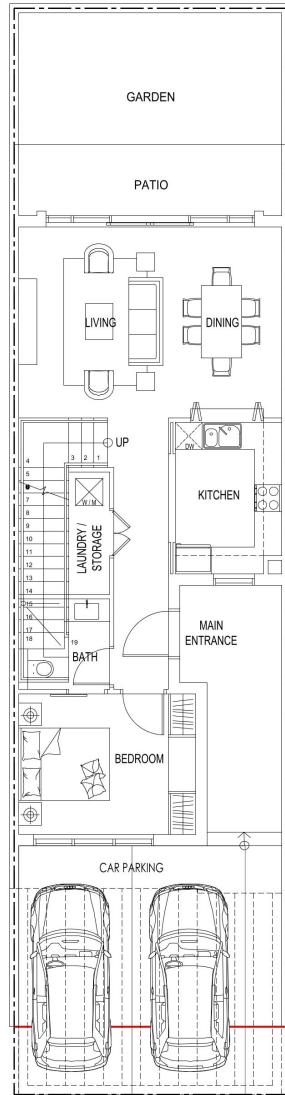 GARDEN
PATIO
LIVING
DINING
UP
3 2 1
4
5
7
8
9
10
11
12
13
14
15
16
17
18
19
W / M
LAUNDRY /
STORAGE
DW
KITCHEN
MAIN
ENTRANCE
BATH
BEDROOM
CAR PARKING